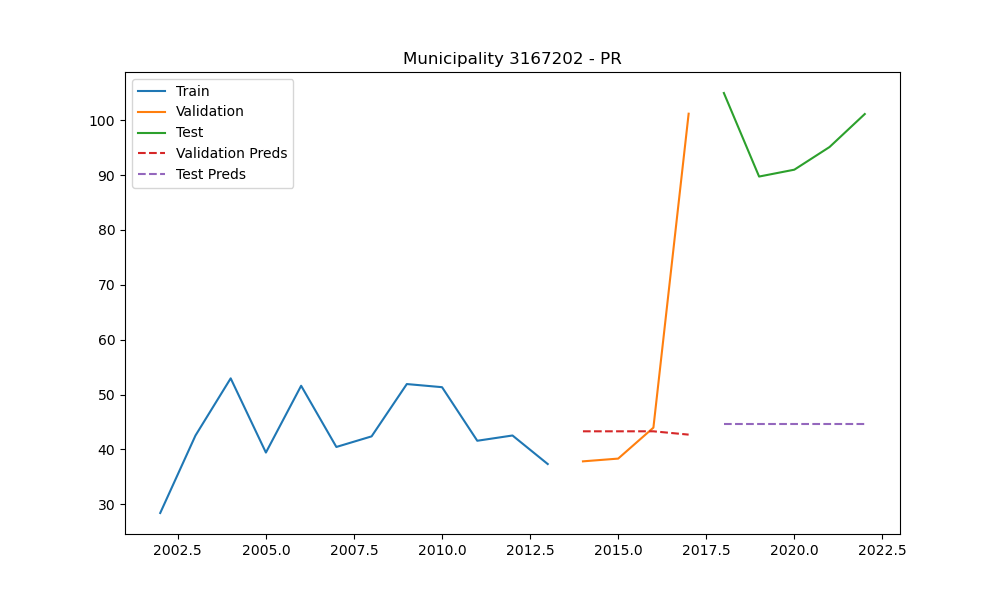 Municipality 3167202 - PR
Train
Validation
Test
Validation Preds
Test Preds
100
90
80
70
60
50
40
30
2002.5 2005.0 2007.5 2010.0 2012.5 2015.0 2017.5 2020.0 2022.5